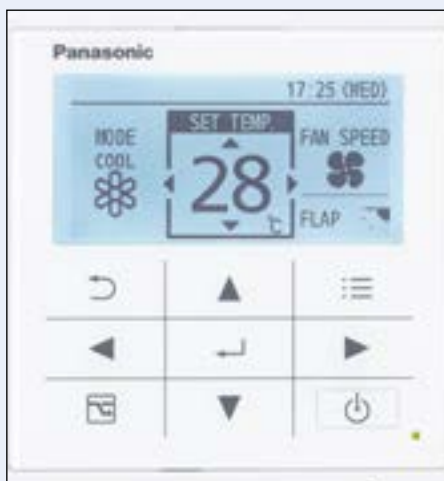 Panasonic
17:25 (WED)
SET TEMP.
MODE
COOL
28
°C
FAN SPEED
FLAP